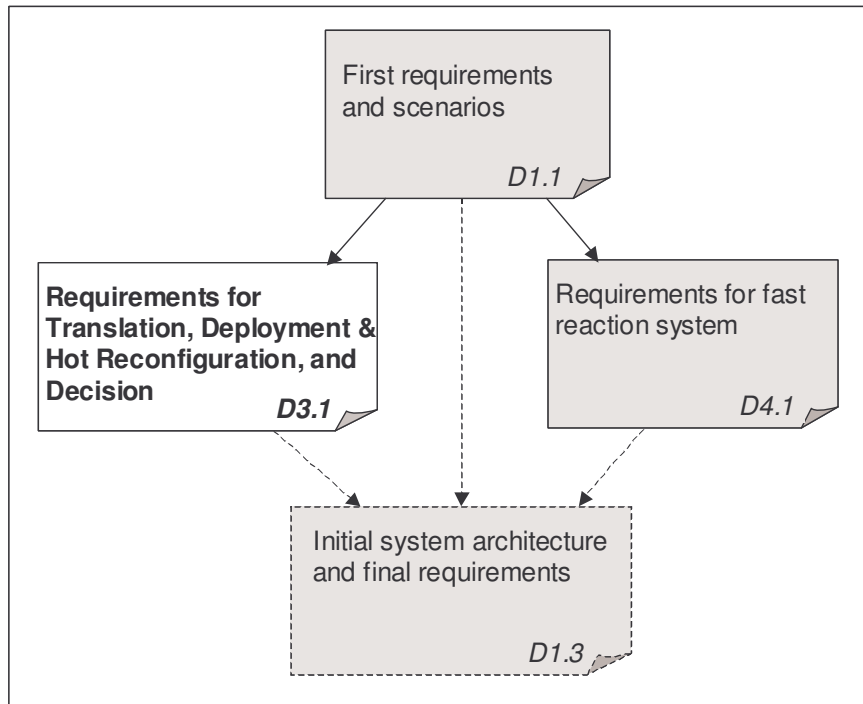 First requirements
and scenarios
D1.1
Requirements for
Translation, Deployment &
Hot Reconfiguration, and
Decision
D3.1
Requirements for fast
reaction system
D4.1
Initial system architecture
and final requirements
D1.3